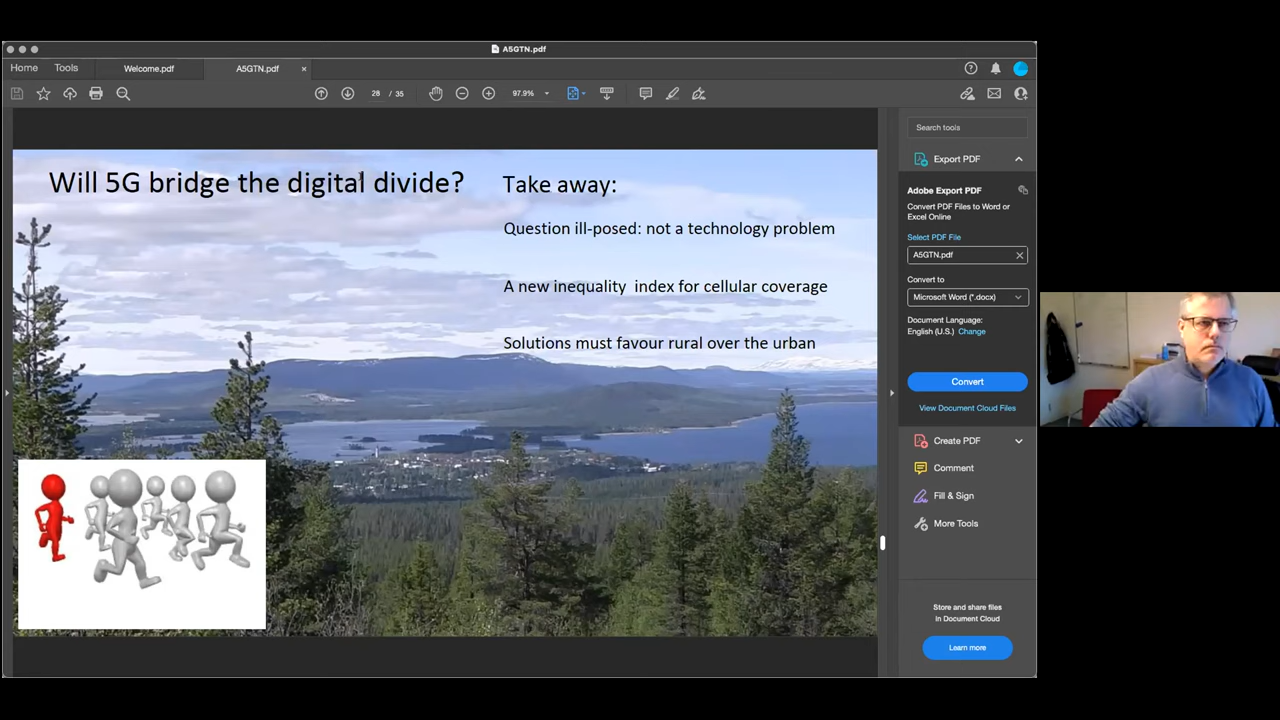 A5GTN.pdf
Home Tools Welcome.pdf A5GTN.pdf ×
28 / 35 97.9%
Will 5G bridge the digital divide?
Take away:
Question ill-posed: not a technology problem
A new inequality index for cellular coverage
Solutions must favour rural over the urban
Search tools
Export PDF
Adobe Export PDF
Convert PDF Files to Word or
Excel Online
Select PDF File
A5GTN.pdf
Convert to
Microsoft Word (*.docx)
Document Language:
English (U.S.) Change
Convert
View Document Cloud Files
Create PDF
Comment
Fill & Sign
More Tools
Store and share files
in Document Cloud
Learn more